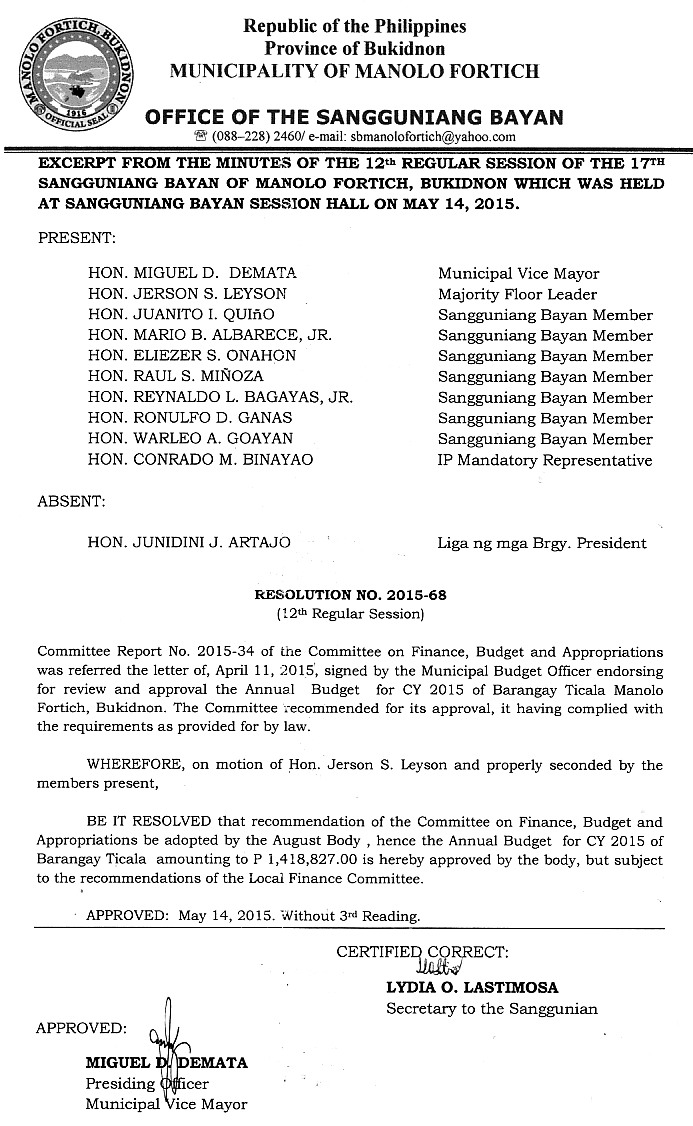 Republic of the Philippines
Province of Bukidnon
MUNICIPALITY OF MANOLO FORTICH
MANOLO FORTICH, BUKIDNON
1916
OFFICIAL SEAL
OFFICE OF THE SANGGUNIANG BAYAN
☏ (088-228) 2460/ e-mail: sbmanolofortich@yahoo.com
EXCERPT FROM THE MINUTES OF THE 12th REGULAR SESSION OF THE 17TH
SANGGUNIANG BAYAN OF MANOLO FORTICH, BUKIDNON WHICH WAS HELD
AT SANGGUNIANG BAYAN SESSION HALL ON MAY 14, 2015.
PRESENT:
HON. MIGUEL D. DEMATA Municipal Vice Mayor
HON. JERSON S. LEYSON Majority Floor Leader
HON. JUANITO I. QUIñO Sangguniang Bayan Member
HON. MARIO B. ALBARECE, JR. Sangguniang Bayan Member
HON. ELIEZER S. ONAHON Sangguniang Bayan Member
HON. RAUL S. MIÑOZA Sangguniang Bayan Member
HON. REYNALDO L. BAGAYAS, JR. Sangguniang Bayan Member
HON. RONULFO D. GANAS Sangguniang Bayan Member
HON. WARLEO A. GOAYAN Sangguniang Bayan Member
HON. CONRADO M. BINAYAO IP Mandatory Representative
ABSENT:
HON. JUNIDINI J. ARTAJO Liga ng mga Brgy. President
RESOLUTION NO. 2015-68
(12th Regular Session)
Committee Report No. 2015-34 of the Committee on Finance, Budget and Appropriations
was referred the letter of, April 11, 2015, signed by the Municipal Budget Officer endorsing
for review and approval the Annual Budget for CY 2015 of Barangay Ticala Manolo
Fortich, Bukidnon. The Committee recommended for its approval, it having complied with
the requirements as provided for by law.
WHEREFORE, on motion of Hon. Jerson S. Leyson and properly seconded by the
members present,
BE IT RESOLVED that recommendation of the Committee on Finance, Budget and
Appropriations be adopted by the August Body , hence the Annual Budget for CY 2015 of
Barangay Ticala amounting to P 1,418,827.00 is hereby approved by the body, but subject
to the recommendations of the Local Finance Committee.
APPROVED: May 14, 2015. Without 3rd Reading.
CERTIFIED CORRECT:
LYDIA O. LASTIMOSA
Secretary to the Sanggunian
APPROVED:
MIGUEL D. DEMATA
Presiding Officer
Municipal Vice Mayor